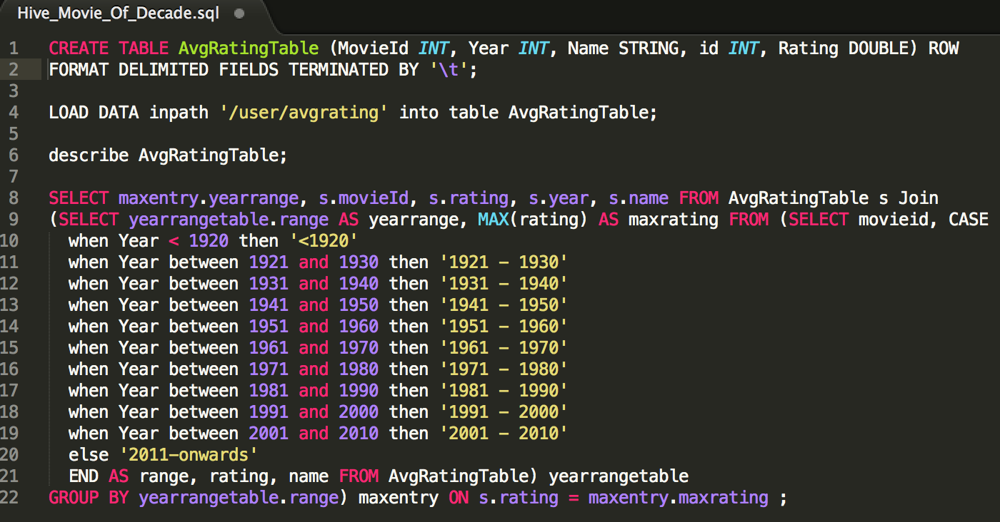 Hive_Movie_Of_Decade.sql
1 CREATE TABLE AvgRatingTable (MovieId INT, Year INT, Name STRING, id INT, Rating DOUBLE) ROW
2 FORMAT DELIMITED FIELDS TERMINATED BY '\t';
3
4 LOAD DATA inpath '/user/avgrating' into table AvgRatingTable;
5
6 describe AvgRatingTable;
7
8 SELECT maxentry.yearrange, s.movieId, s.rating, s.year, s.name FROM AvgRatingTable s Join
9 (SELECT yearrangetable.range AS yearrange, MAX(rating) AS maxrating FROM (SELECT movieid, CASE
10 when Year < 1920 then '<1920'
11 when Year between 1921 and 1930 then '1921 - 1930'
12 when Year between 1931 and 1940 then '1931 - 1940'
13 when Year between 1941 and 1950 then '1941 - 1950'
14 when Year between 1951 and 1960 then '1951 - 1960'
15 when Year between 1961 and 1970 then '1961 - 1970'
16 when Year between 1971 and 1980 then '1971 - 1980'
17 when Year between 1981 and 1990 then '1981 - 1990'
18 when Year between 1991 and 2000 then '1991 - 2000'
19 when Year between 2001 and 2010 then '2001 - 2010'
20 else '2011-onwards'
21 END AS range, rating, name FROM AvgRatingTable) yearrangetable
22 GROUP BY yearrangetable.range) maxentry ON s.rating = maxentry.maxrating ;